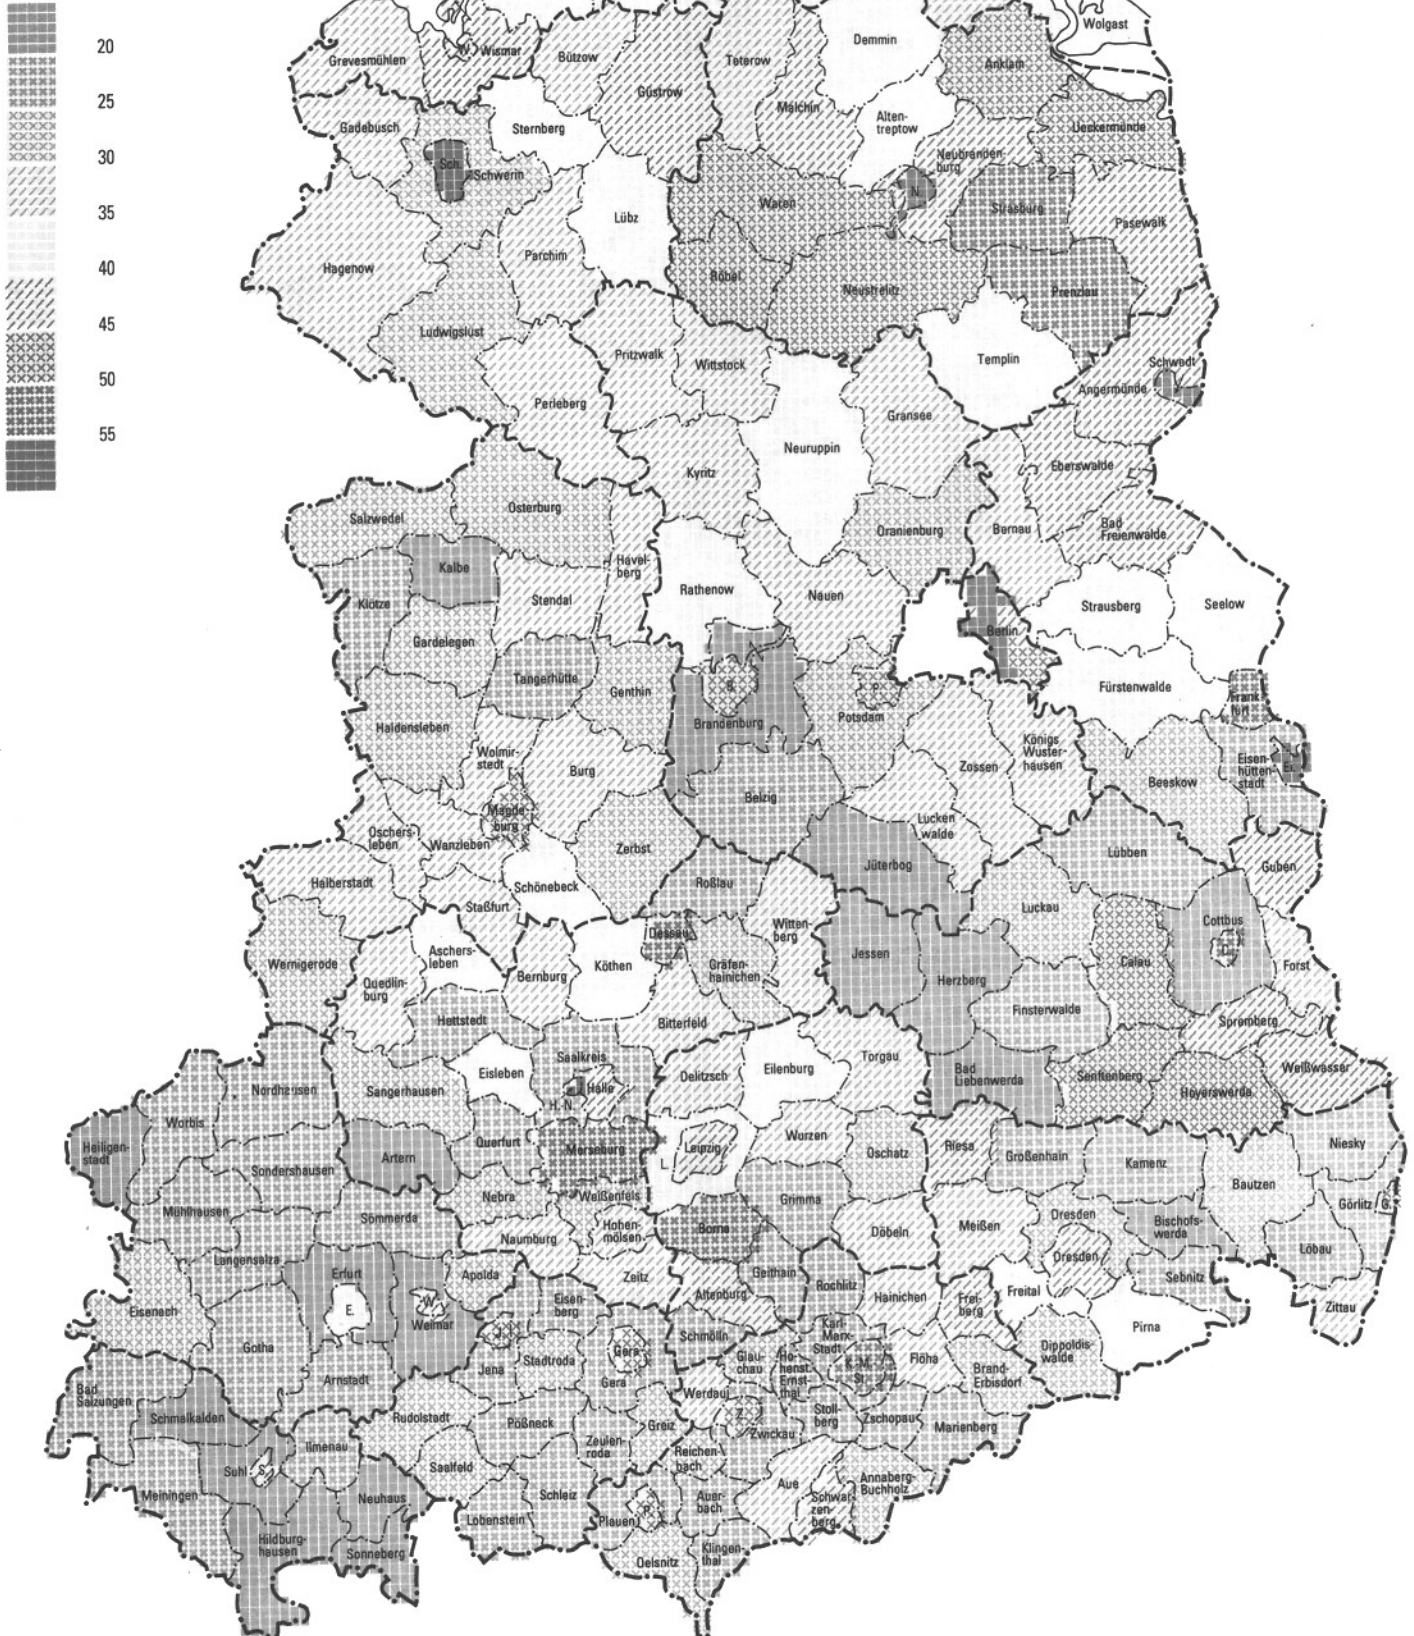 20
25
30
35
40
45
50
55
Wolgast
Grevesmühlen
W.
Wismar
Bützow
Güstrow
Teterow
Demmin
Malchin
Anklam
Gadebusch
Sternberg
Alten-
treptow
Ueckermünde
Neubranden-
burg
Sch.
Schwerin
Waren
N.
Strasburg
Pasewalk
Lübz
Parchim
Hagenow
Röbel
Neustrelitz
Prenzlau
Ludwigslust
Pritzwalk
Wittstock
Templin
Schwedt
Angermünde
Perleberg
Gransee
Neuruppin
Kyritz
Eberswalde
Osterburg
Salzwedel
Oranienburg
Bernau
Bad
Freienwalde
Kalbe
Havel-
berg
Rathenow
Nauen
Klötze
Stendal
Strausberg
Seelow
Gardelegen
Berlin
Tangerhütte
Genthin
B.
P.
Fürstenwalde
Frank
furt
Haldensleben
Brandenburg
Potsdam
Wolmir-
stedt
Burg
Zossen
Königs
Wuster-
hausen
Beeskow
Eisen-
hütten-
stadt
Ei.
Belzig
Magde-
burg
Lucken
walde
Oschers-
leben
Wanzleben
Zerbst
Jüterbog
Lübben
Guben
Halberstadt
Schönebeck
Roßlau
Staßfurt
Luckau
Cottbus
C.
Witten-
berg
Dessau
Aschers-
leben
Wernigerode
Quedlin-
burg
Bernburg
Köthen
Gräfen-
hainichen
Jessen
Herzberg
Calau
Forst
Finsterwalde
Hettstedt
Bitterfeld
Spremberg
Saalkreis
Eisleben
Halle
H.-N.
Delitzsch
Eilenburg
Torgau
Bad
Liebenwerda
Senftenberg
Hoyerswerda
Weißwasser
Nordhausen
Sangerhausen
Worbis
Heiligen-
stadt
Artern
Querfurt
Merseburg
Leipzig
L.
Wurzen
Oschatz
Riesa
Großenhain
Kamenz
Bautzen
Niesky
Sondershausen
Mühlhausen
Nebra
Weißenfels
Grimma
Görlitz
G.
Sömmerda
Naumburg
Hohen-
mölsen
Borna
Döbeln
Meißen
Dresden
Dresden
Bischofs-
werda
Löbau
Langensalza
Erfurt
Apolda
Zeitz
Geithain
Altenburg
Rochlitz
Hainichen
Frei-
berg
Freital
Sebnitz
Zittau
Eisenach
E.
W.
Weimar
Eisen-
berg
Pirna
Gotha
J.
Jena
Stadtroda
Gera
Gera
Schmölln
Karl-
Marx-
Stadt
Glau-
chau
Ho-
henst.
Ernst-
thal
K.-M.-
St.
Flöha
Brand-
Erbisdorf
Dippoldis-
walde
Bad
Salzungen
Arnstadt
Werdau
Z.
Zwickau
Stoll-
berg
Zschopau
Marienberg
Schmalkalden
Rudolstadt
Pößneck
Greiz
Zeulen-
roda
Reichen-
bach
Suhl
S.
Ilmenau
Saalfeld
Meiningen
Neuhaus
Schleiz
Lobenstein
Plauen
P.
Auer-
bach
Aue
Schwar-
zen-
berg
Annaberg-
Buchholz
Hildburg-
hausen
Sonneberg
Oelsnitz
Klingen-
thal